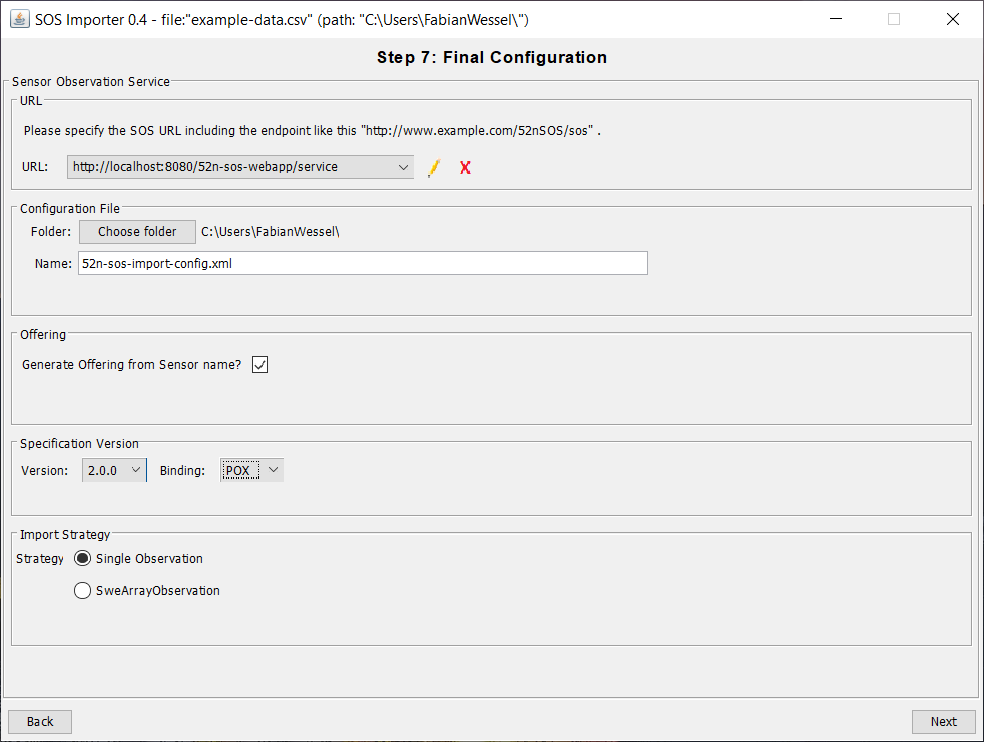 SOS Importer 0.4 - file:"example-data.csv" (path: "C:\Users\FabianWessel\")
Step 7: Final Configuration
Sensor Observation Service
URL
Please specify the SOS URL including the endpoint like this "http://www.example.com/52nSOS/sos" .
URL: http://localhost:8080/52n-sos-webapp/service
Configuration File
Folder: Choose folder C:\Users\FabianWessel\
Name: 52n-sos-import-config.xml
Offering
Generate Offering from Sensor name?
Specification Version
Version: 2.0.0 Binding: POX
Import Strategy
Strategy Single Observation
SweArrayObservation
Back Next